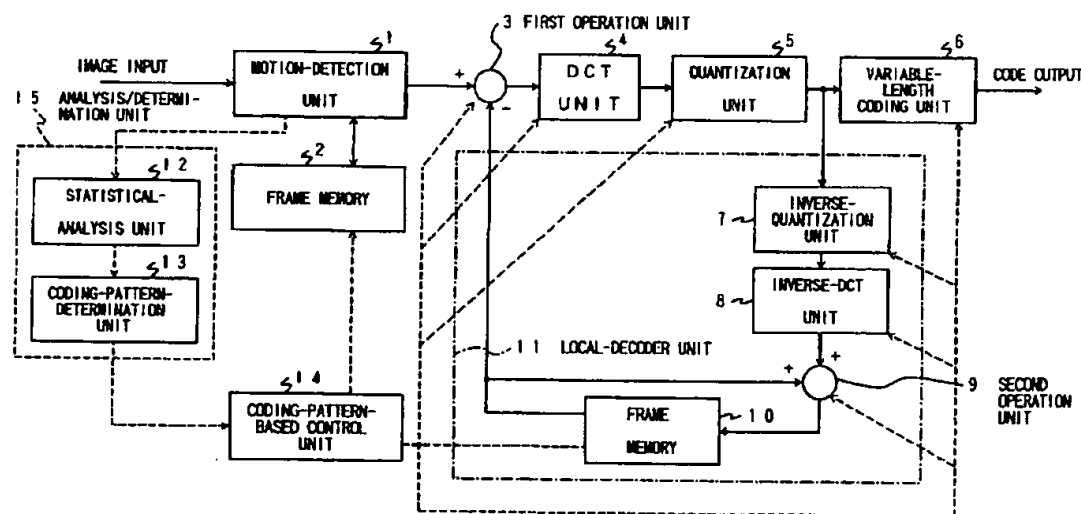 3 FIRST OPERATION UNIT
IMAGE INPUT
1
MOTION-DETECTION
UNIT
+
-
4
DCT
UNIT
5
QUANTIZATION
UNIT
6
VARIABLE-
LENGTH
CODING UNIT
CODE OUTPUT
15
ANALYSIS/DETERMI-
NATION UNIT
12
STATISTICAL-
ANALYSIS UNIT
13
CODING-PATTERN-
DETERMINATION
UNIT
2
FRAME MEMORY
7
INVERSE-
QUANTIZATION
UNIT
8
INVERSE-DCT
UNIT
11 LOCAL-DECODER UNIT
+
+
9 SECOND
OPERATION
UNIT
14
CODING-PATTERN-
BASED CONTROL
UNIT
FRAME
MEMORY
10